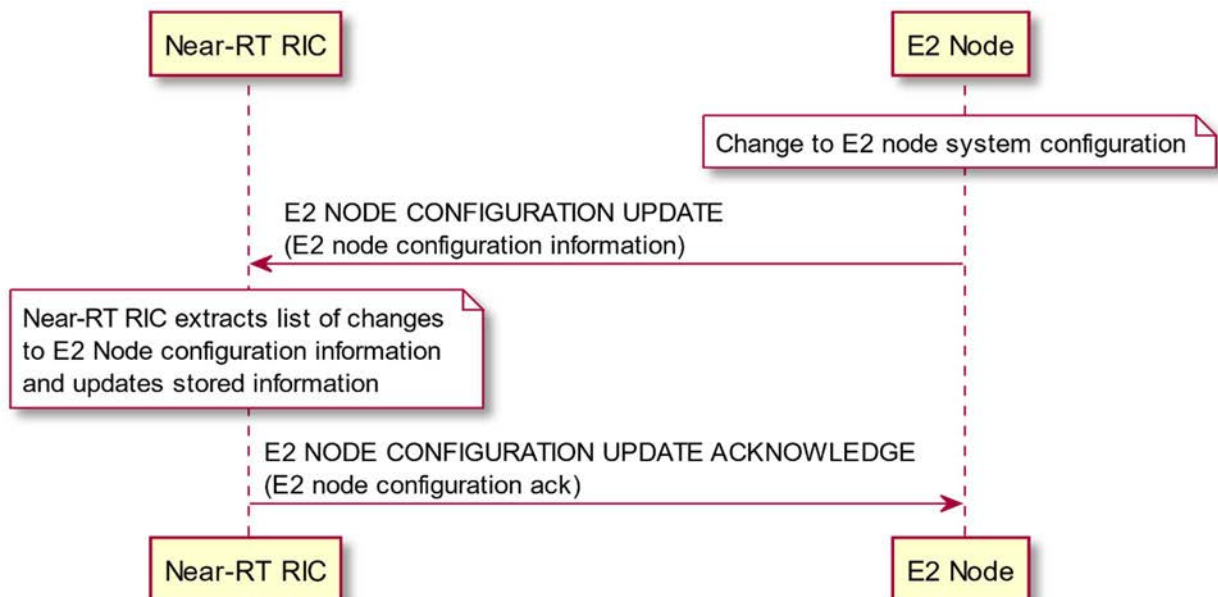 Near-RT RIC
E2 Node
Change to E2 node system configuration
E2 NODE CONFIGURATION UPDATE
(E2 node configuration information)
Near-RT RIC extracts list of changes
to E2 Node configuration information
and updates stored information
E2 NODE CONFIGURATION UPDATE ACKNOWLEDGE
(E2 node configuration ack)
Near-RT RIC
E2 Node